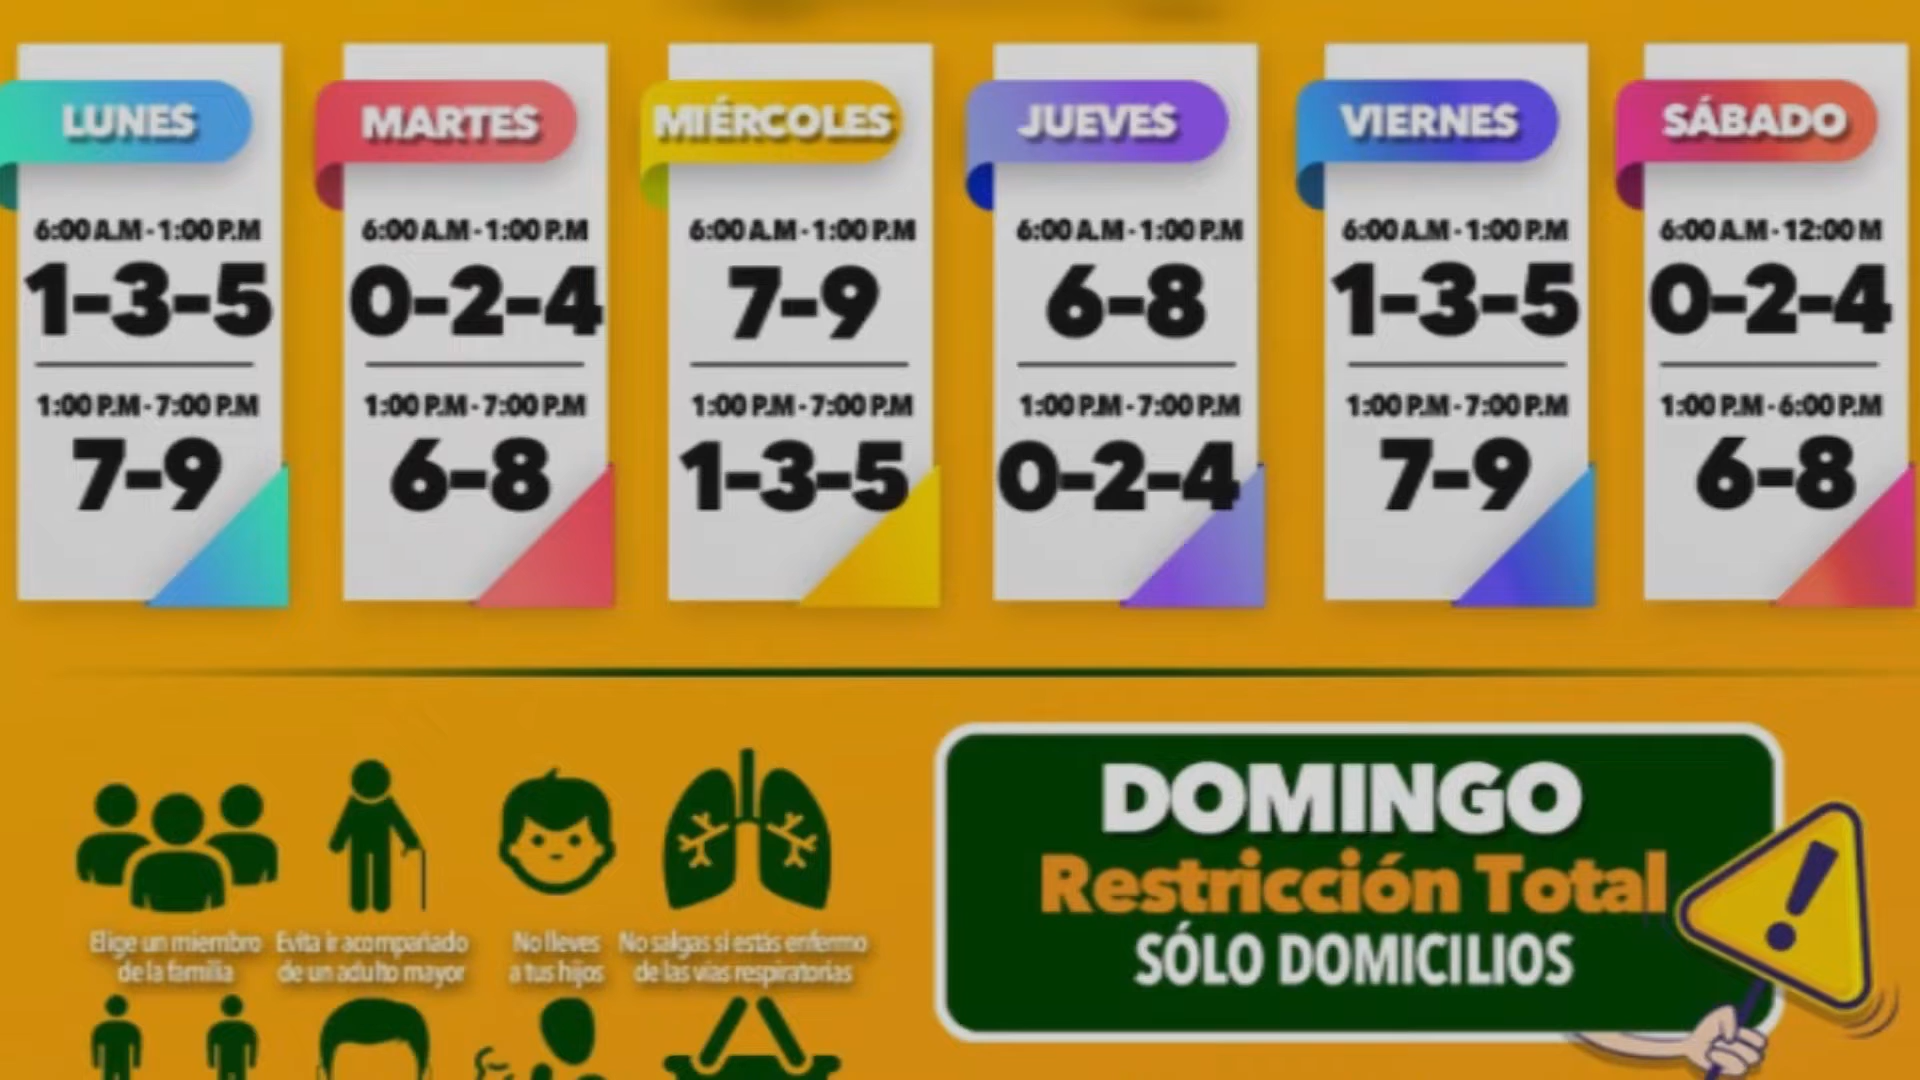 LUNES
6:00 A.M - 1:00 P.M
1-3-5
1:00 P.M - 7:00 P.M
7-9
MARTES
6:00 A.M - 1:00 P.M
0-2-4
1:00 P.M - 7:00 P.M
6-8
MIÉRCOLES
6:00 A.M - 1:00 P.M
7-9
1:00 P.M - 7:00 P.M
1-3-5
JUEVES
6:00 A.M - 1:00 P.M
6-8
1:00 P.M - 7:00 P.M
0-2-4
VIERNES
6:00 A.M - 1:00 P.M
1-3-5
1:00 P.M - 7:00 P.M
7-9
SÁBADO
6:00 A.M - 12:00 M
0-2-4
1:00 P.M - 6:00 P.M
6-8
Elige un miembro
de la familia
Evita ir acompañado
de un adulto mayor
No lleves
a tus hijos
No salgas si estás enfermo
de las vías respiratorias
DOMINGO
Restricción Total
SÓLO DOMICILIOS